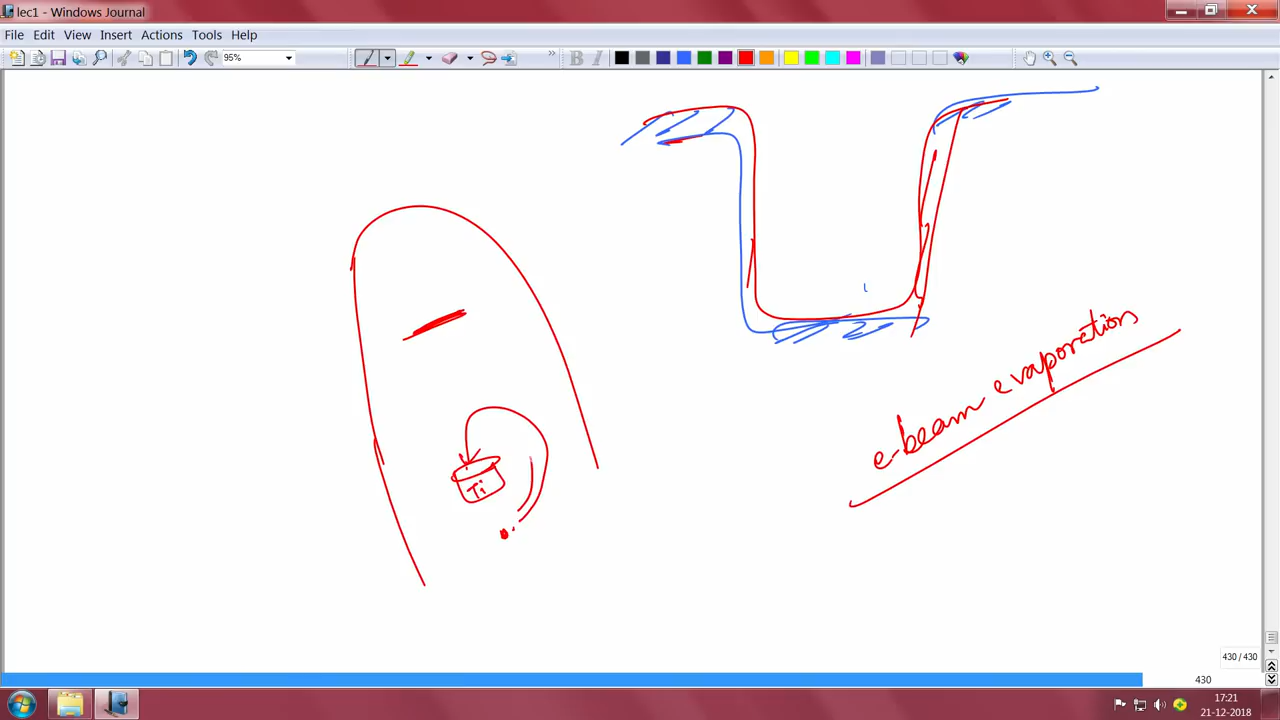 lec1 - Windows Journal
File Edit View Insert Actions Tools Help
95%
B I
e-beam evaporation
Ti
430 / 430
430
17:21
21-12-2018